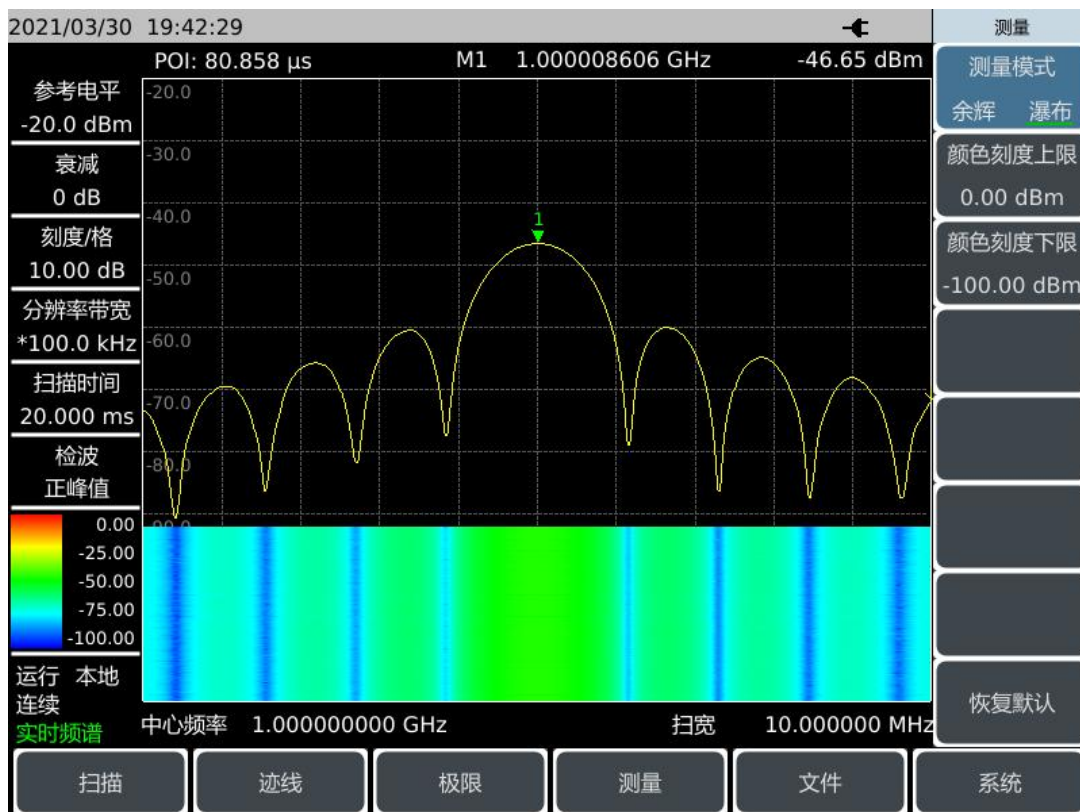 2021/03/30 19:42:29
测量
POI: 80.858 µs
M1 1.000008606 GHz -46.65 dBm
参考电平
-20.0 dBm
衰减
0 dB
刻度/格
10.00 dB
分辨率带宽
*100.0 kHz
扫描时间
20.000 ms
检波
正峰值
0.00
-25.00
-50.00
-75.00
-100.00
运行 本地
连续
实时频谱
-20.0
-30.0
-40.0
-50.0
-60.0
-70.0
-80.0
-90.0
1
中心频率 1.0000000000 GHz
扫宽 10.000000 MHz
测量模式
余辉 瀑布
颜色刻度上限
0.00 dBm
颜色刻度下限
-100.00 dBm
恢复默认
扫描 迹线 极限 测量 文件 系统